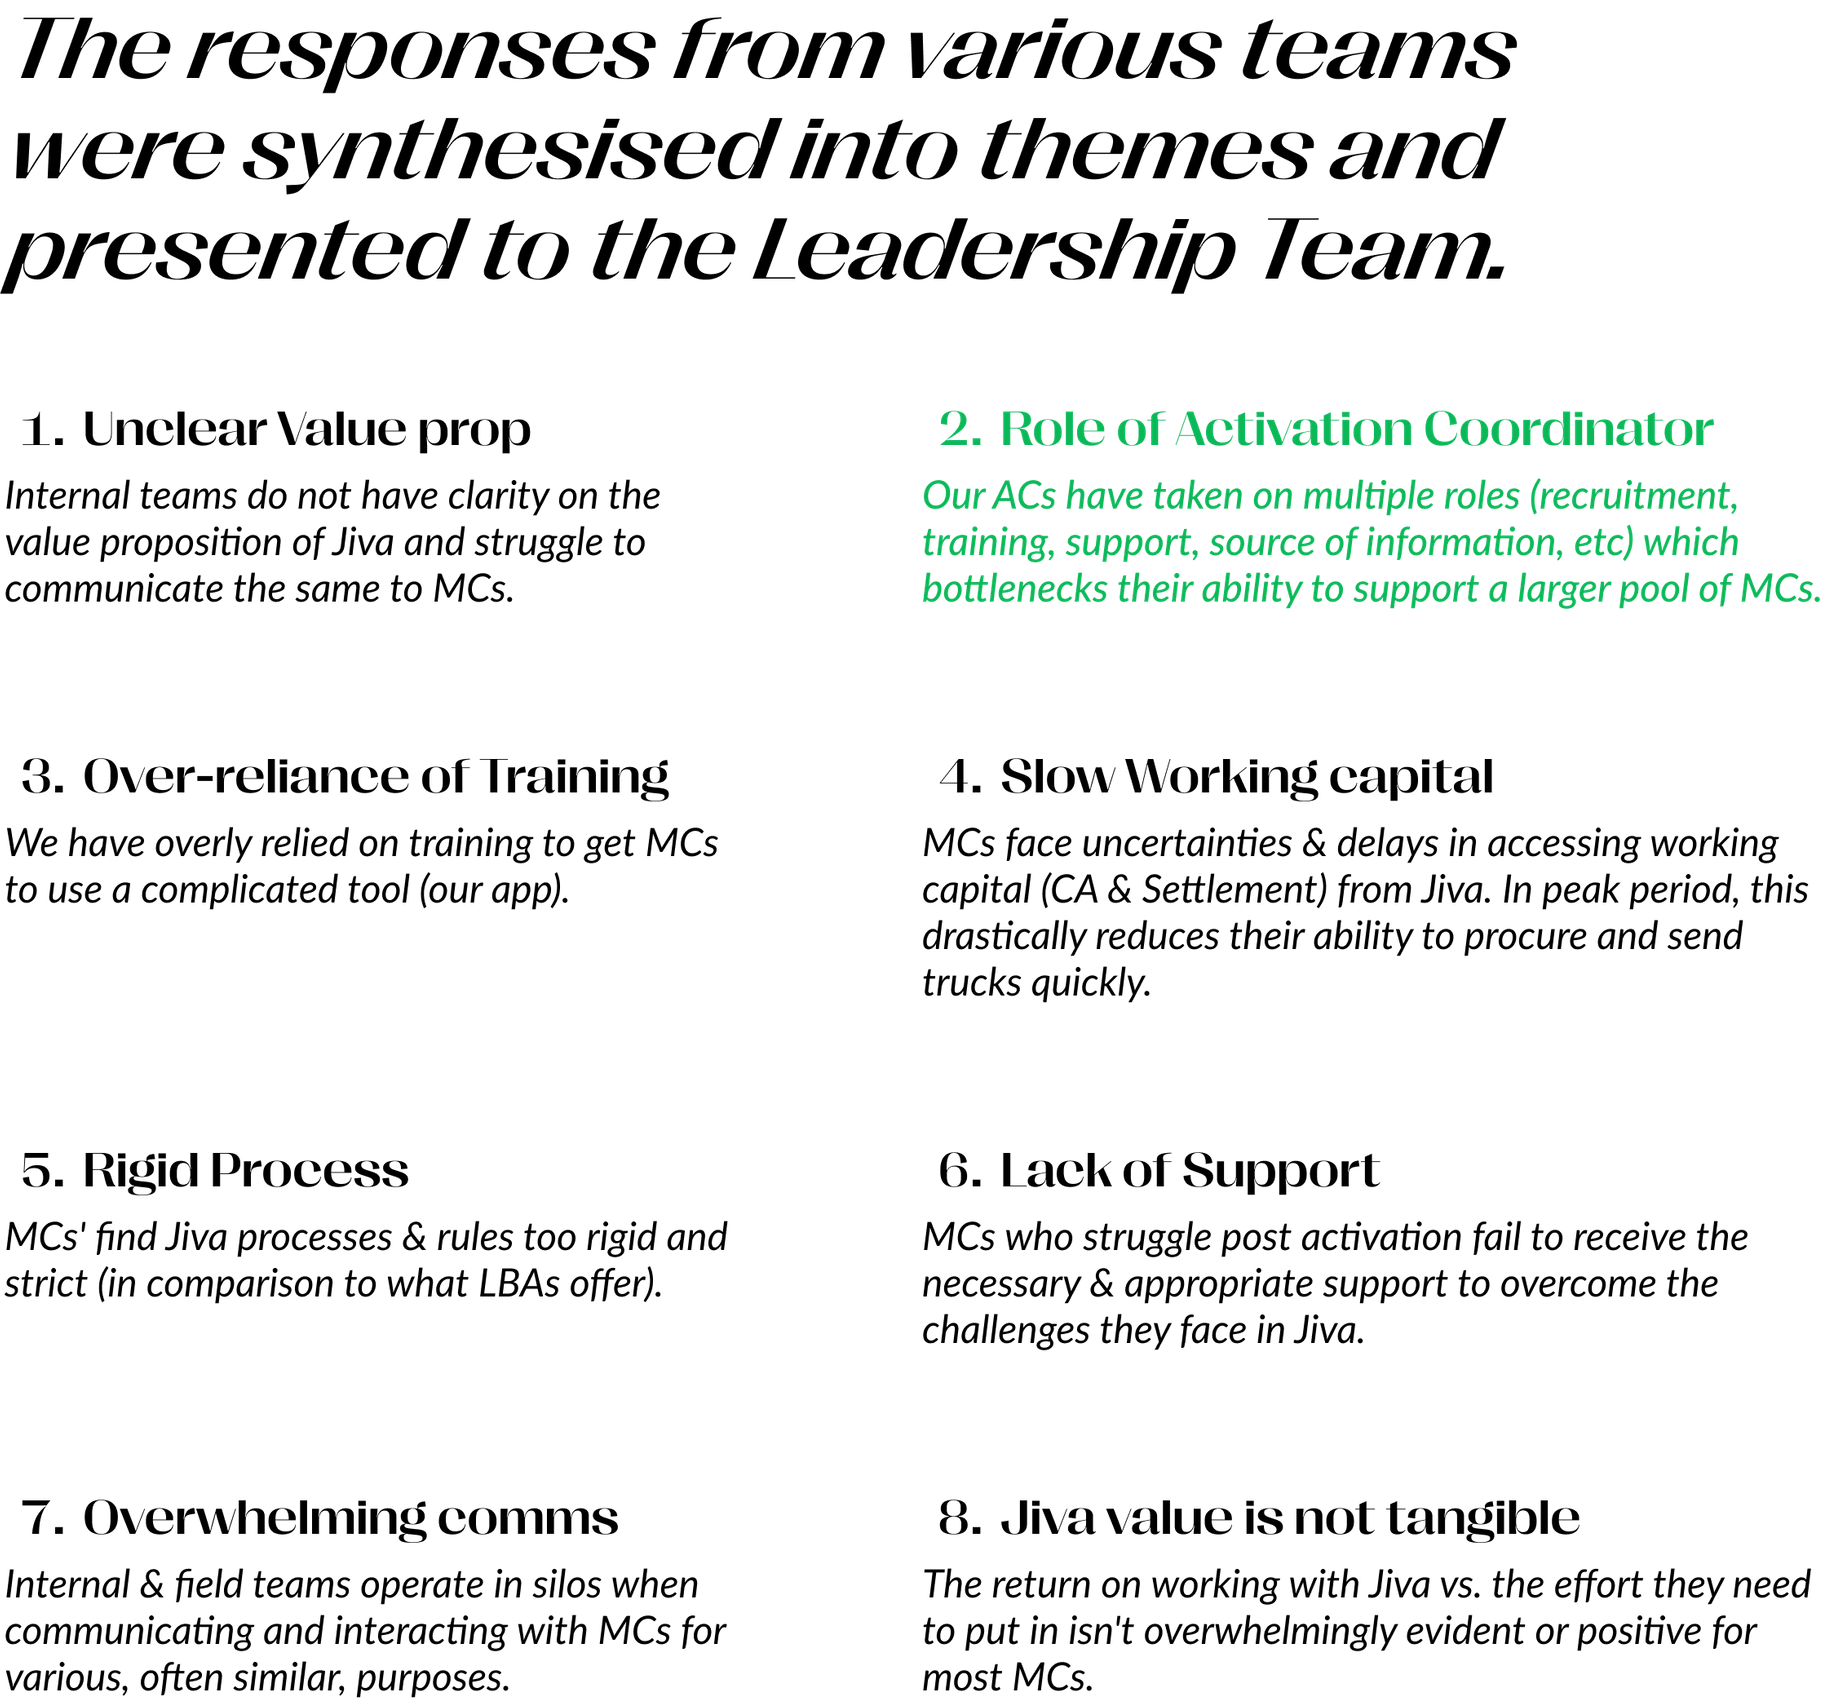 The responses from various teams
were synthesised into themes and
presented to the Leadership Team.
1. Unclear Value prop
Internal teams do not have clarity on the
value proposition of Jiva and struggle to
communicate the same to MCs.
2. Role of Activation Coordinator
Our ACs have taken on multiple roles (recruitment,
training, support, source of information, etc) which
bottlenecks their ability to support a larger pool of MCs.
3. Over-reliance of Training
We have overly relied on training to get MCs
to use a complicated tool (our app).
4. Slow Working capital
MCs face uncertainties & delays in accessing working
capital (CA & Settlement) from Jiva. In peak period, this
drastically reduces their ability to procure and send
trucks quickly.
5. Rigid Process
MCs' find Jiva processes & rules too rigid and
strict (in comparison to what LBAs offer).
6. Lack of Support
MCs who struggle post activation fail to receive the
necessary & appropriate support to overcome the
challenges they face in Jiva.
7. Overwhelming comms
Internal & field teams operate in silos when
communicating and interacting with MCs for
various, often similar, purposes.
8. Jiva value is not tangible
The return on working with Jiva vs. the effort they need
to put in isn't overwhelmingly evident or positive for
most MCs.